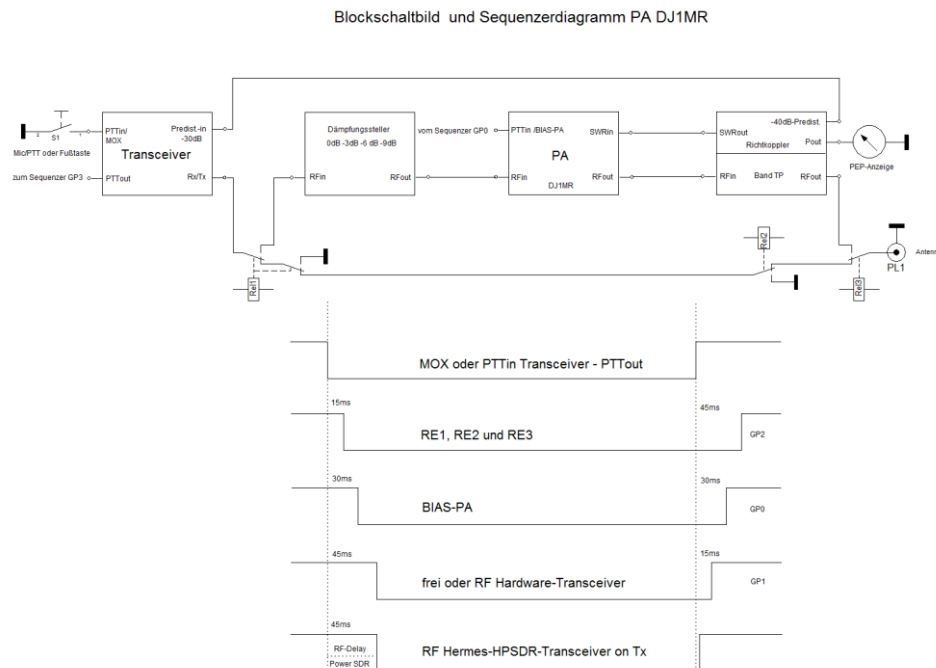 Blockschaltbild und Sequenzerdiagramm PA DJ1MR
S1
Mic/PTT oder Fußtaste
zum Sequenzer GP3
PTTin/
MOX
Predist.-in
-30dB
Transceiver
PTTout
Rx/Tx
Dämpfungssteller
0dB -3dB -6 dB -9dB
RFin
RFout
vom Sequenzer GP0
PTTin /BIAS-PA
SWRin
PA
DJ1MR
RFin
RFout
-40dB-Predist.
SWRout
Pout
Richtkoppler
RFin
Band TP
RFout
PEP-Anzeige
Rel1
Rel2
Rel3
PL1
Antenn
MOX oder PTTin Transceiver - PTTout
15ms
45ms
RE1, RE2 und RE3
GP2
30ms
30ms
BIAS-PA
GP0
45ms
15ms
frei oder RF Hardware-Transceiver
GP1
45ms
RF-Delay
Power SDR
RF Hermes-HPSDR-Transceiver on Tx